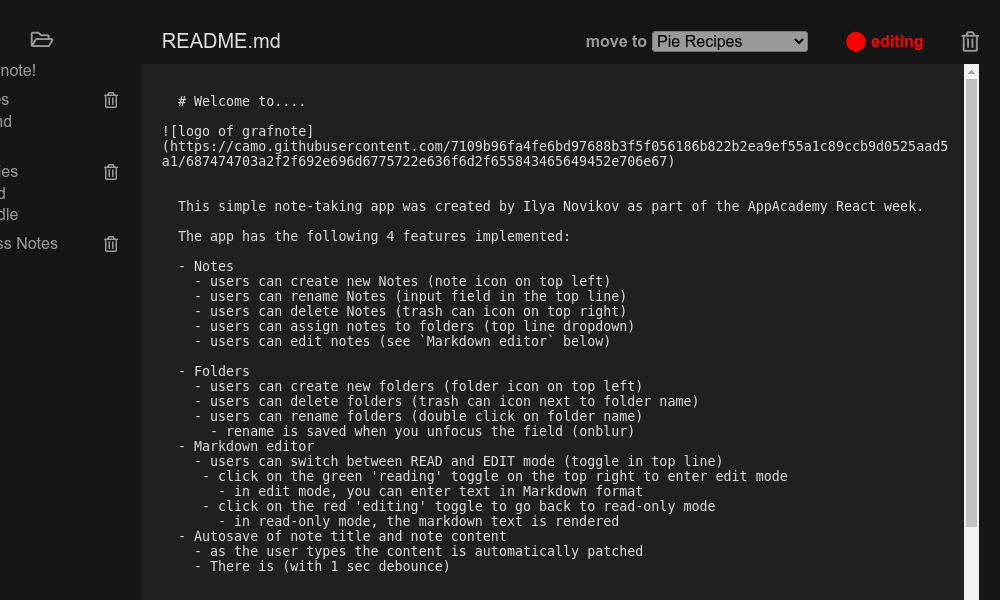 README.md
move to Pie Recipes
editing
note!
es
nd
ies
d
dle
ss Notes
# Welcome to....
![logo of grafnote]
(https://camo.githubusercontent.com/7109b96fa4fe6bd97688b3f5f056186b822b2ea9ef55a1c89ccb9d0525aad5
a1/687474703a2f2f692e696d6775722e636f6d2f655843465649452e706e67)
This simple note-taking app was created by Ilya Novikov as part of the AppAcademy React week.
The app has the following 4 features implemented:
- Notes
- users can create new Notes (note icon on top left)
- users can rename Notes (input field in the top line)
- users can delete Notes (trash can icon on top right)
- users can assign notes to folders (top line dropdown)
- users can edit notes (see `Markdown editor` below)
- Folders
- users can create new folders (folder icon on top left)
- users can delete folders (trash can icon next to folder name)
- users can rename folders (double click on folder name)
- rename is saved when you unfocus the field (onblur)
- Markdown editor
- users can switch between READ and EDIT mode (toggle in top line)
- click on the green 'reading' toggle on the top right to enter edit mode
- in edit mode, you can enter text in Markdown format
- click on the red 'editing' toggle to go back to read-only mode
- in read-only mode, the markdown text is rendered
- Autosave of note title and note content
- as the user types the content is automatically patched
- There is (with 1 sec debounce)